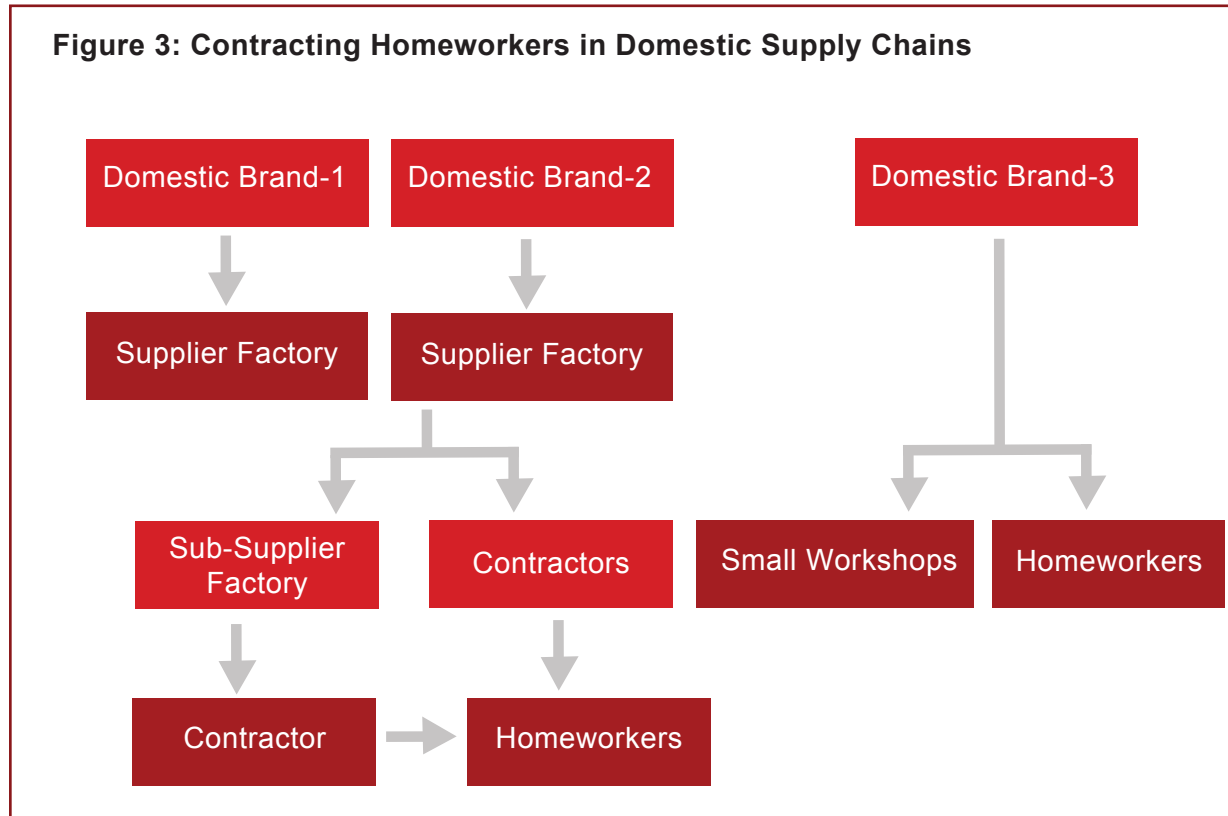 Figure 3: Contracting Homeworkers in Domestic Supply Chains
Domestic Brand-1
Domestic Brand-2
Domestic Brand-3
Supplier Factory
Supplier Factory
Sub-Supplier
Factory
Contractors
Small Workshops
Homeworkers
Contractor
Homeworkers